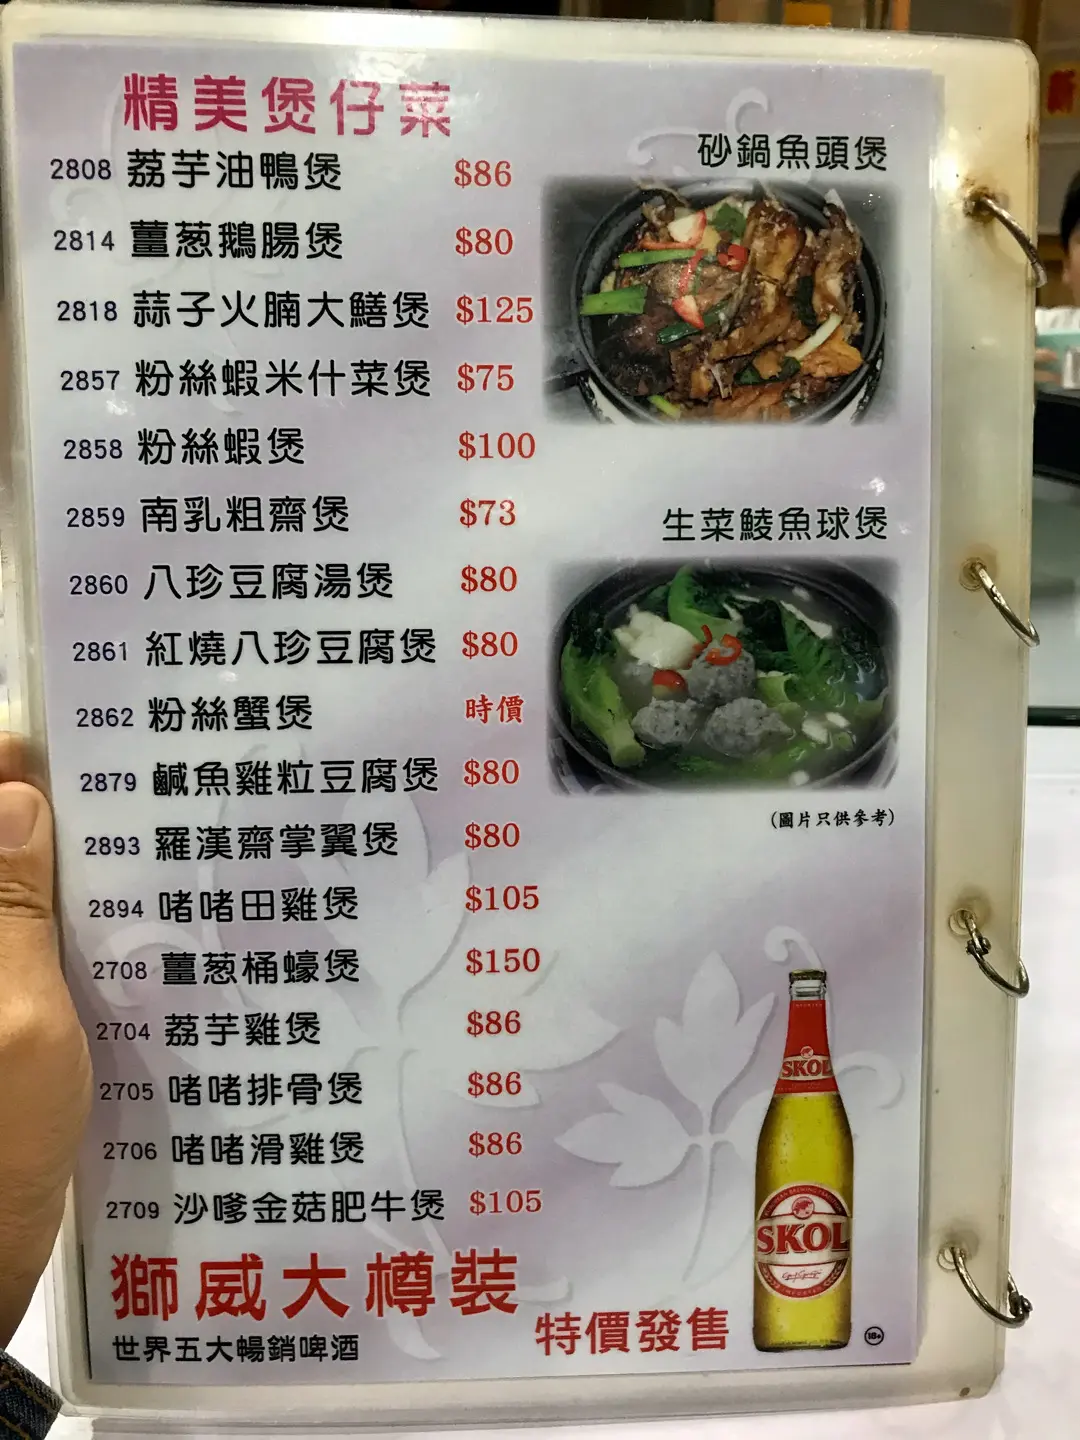 精美煲仔菜
2808 荔芋油鴨煲 $86
2814 薑葱鵝腸煲 $80
2818 蒜子火腩大鱔煲 $125
2857 粉絲蝦米什菜煲 $75
2858 粉絲蝦煲 $100
2859 南乳粗齋煲 $73
2860 八珍豆腐湯煲 $80
2861 紅燒八珍豆腐煲 $80
2862 粉絲蟹煲 時價
2879 鹹魚雞粒豆腐煲 $80
2893 羅漢齋掌翼煲 $80
2894 啫啫田雞煲 $105
2708 薑葱桶蠔煲 $150
2704 荔芋雞煲 $86
2705 啫啫排骨煲 $86
2706 啫啫滑雞煲 $86
2709 沙嗲金菇肥牛煲 $105
獅威大樽裝
世界五大暢銷啤酒
特價發售
砂鍋魚頭煲
生菜鯪魚球煲
(圖片只供參考)
SKOL
SKOL
18+